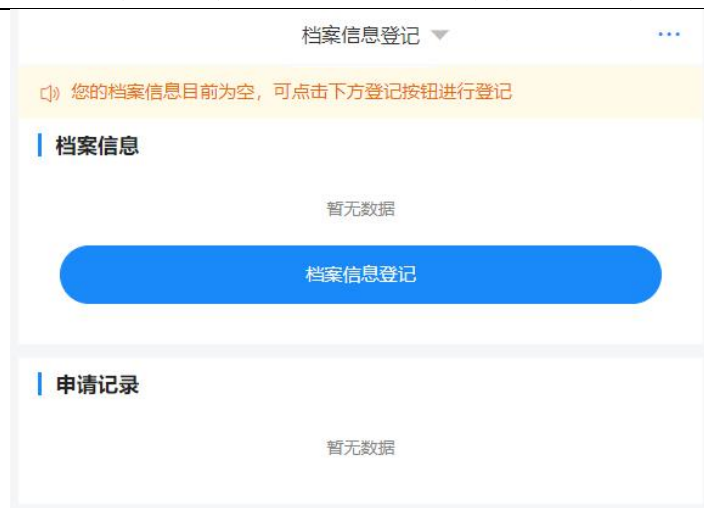 档案信息登记
您的档案信息目前为空，可点击下方登记按钮进行登记
档案信息
暂无数据
档案信息登记
申请记录
暂无数据